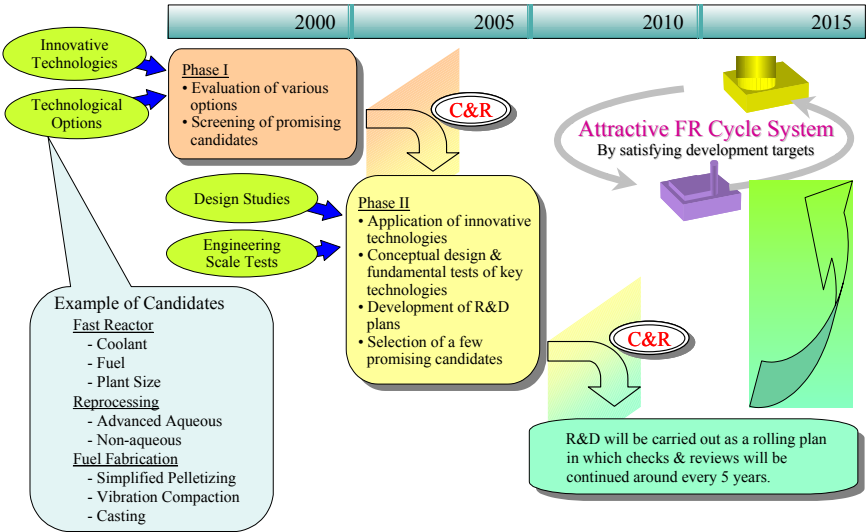 2000
2005
2010
2015
Innovative
Technologies
Technological
Options
Phase I
• Evaluation of various
options
• Screening of promising
candidates
C&R
Attractive FR Cycle System
By satisfying development targets
Design Studies
Engineering
Scale Tests
Phase II
• Application of innovative
technologies
• Conceptual design &
fundamental tests of key
technologies
• Development of R&D
plans
• Selection of a few
promising candidates
C&R
Example of Candidates
Fast Reactor
- Coolant
- Fuel
- Plant Size
Reprocessing
- Advanced Aqueous
- Non-aqueous
Fuel Fabrication
- Simplified Pelletizing
- Vibration Compaction
- Casting
R&D will be carried out as a rolling plan
in which checks & reviews will be
continued around every 5 years.